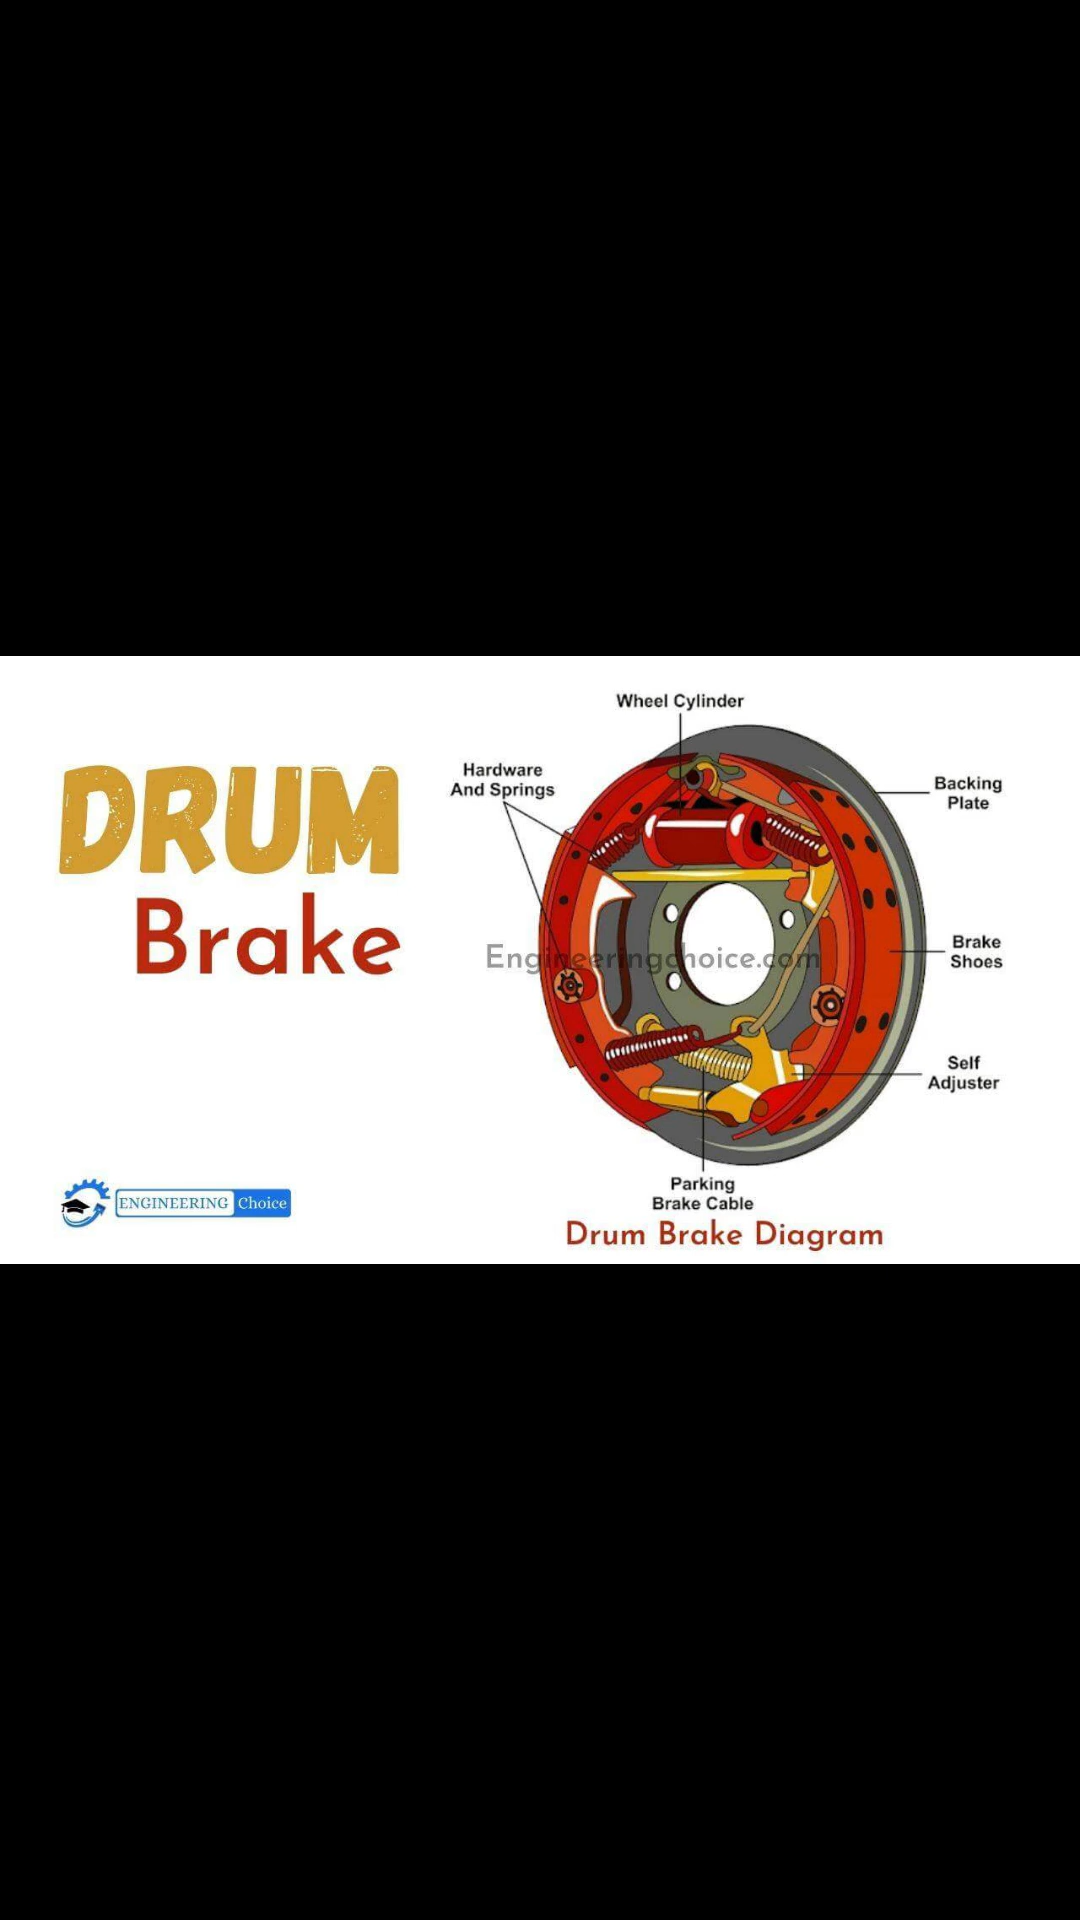 DRUM
Brake
Wheel Cylinder
Hardware
And Springs
Backing
Plate
Brake
Shoes
Self
Adjuster
Parking
Brake Cable
Drum Brake Diagram
Engineeringchoice.com
ENGINEERING Choice